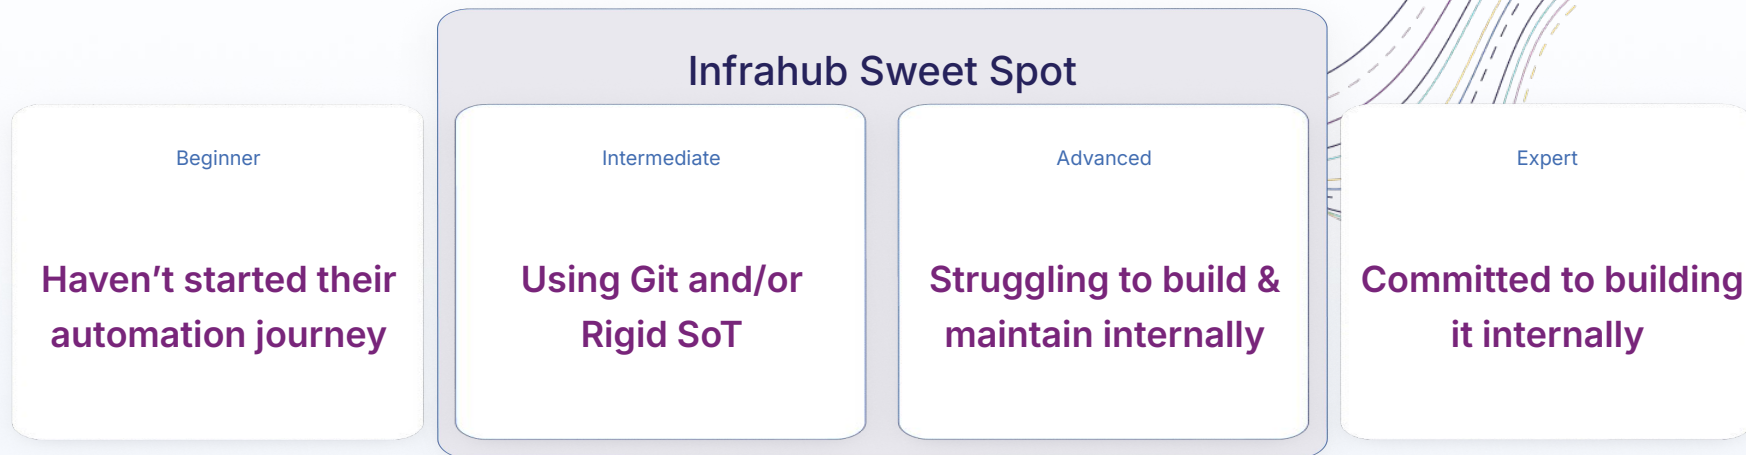 Infrahub Sweet Spot
Beginner
Haven’t started their
automation journey
Intermediate
Using Git and/or
Rigid SoT
Advanced
Struggling to build &
maintain internally
Expert
Committed to building
it internally